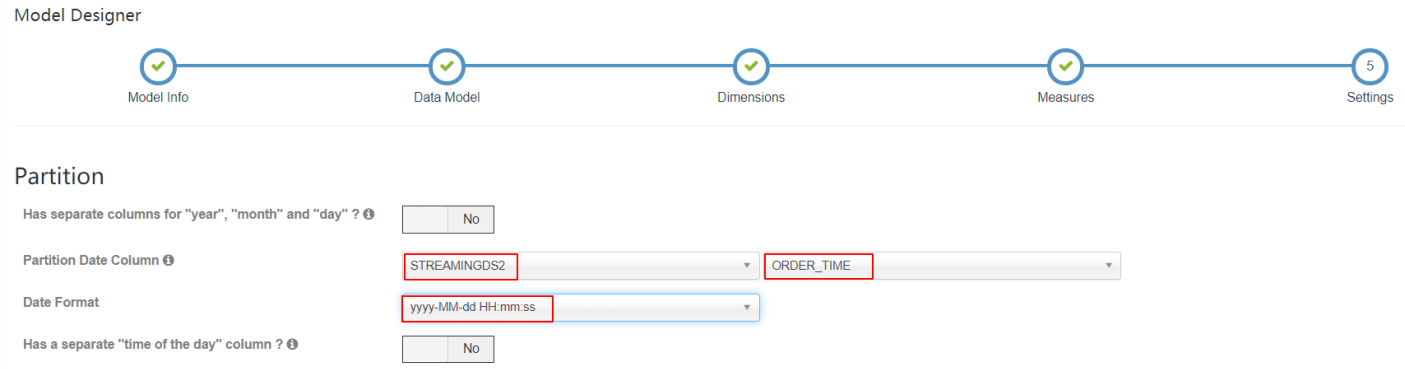 Model Designer
5
Model Info Data Model Dimensions Measures Settings
Partition
Has separate columns for "year", "month" and "day" ? No
Partition Date Column STREAMINGDS2 ORDER_TIME
Date Format yyyy-MM-dd HH:mm:ss
Has a separate "time of the day" column ? No